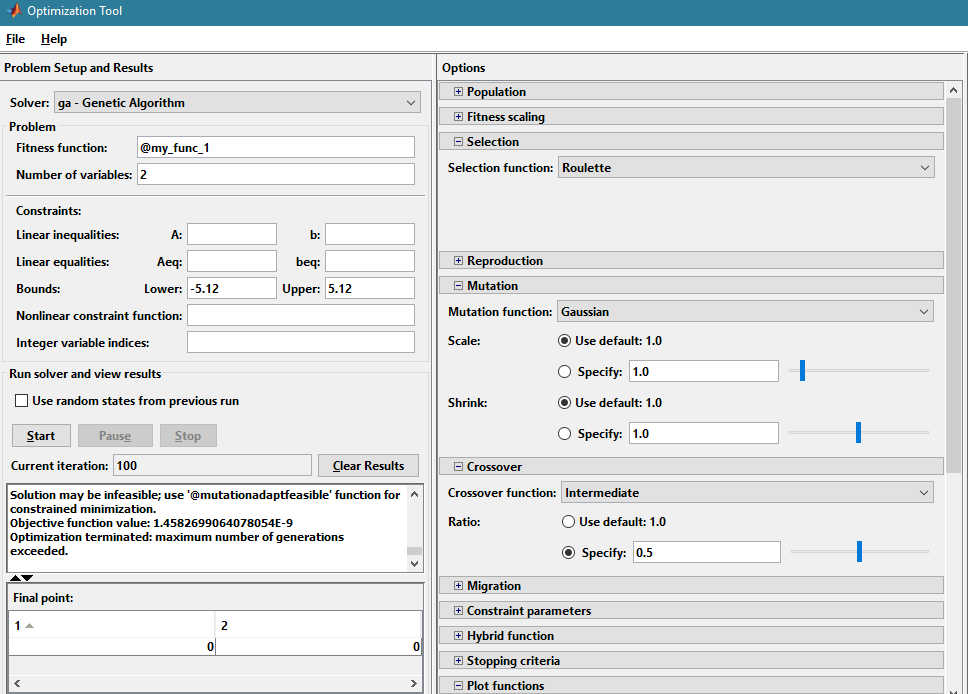 Optimization Tool
File Help
Problem Setup and Results
Solver: ga - Genetic Algorithm
Problem
Fitness function: @my_func_1
Number of variables: 2
Constraints:
Linear inequalities: A: b:
Linear equalities: Aeq: beq:
Bounds: Lower: -5.12 Upper: 5.12
Nonlinear constraint function:
Integer variable indices:
Run solver and view results
Use random states from previous run
Start Pause Stop
Current iteration: 100 Clear Results
Solution may be infeasible; use '@mutationadaptfeasible' function for
constrained minimization.
Objective function value: 1.4582699064078054E-9
Optimization terminated: maximum number of generations
exceeded.
Final point:
1 2
0 0
Options
Population
Fitness scaling
Selection
Selection function: Roulette
Reproduction
Mutation
Mutation function: Gaussian
Scale: Use default: 1.0
Specify: 1.0
Shrink: Use default: 1.0
Specify: 1.0
Crossover
Crossover function: Intermediate
Ratio: Use default: 1.0
Specify: 0.5
Migration
Constraint parameters
Hybrid function
Stopping criteria
Plot functions